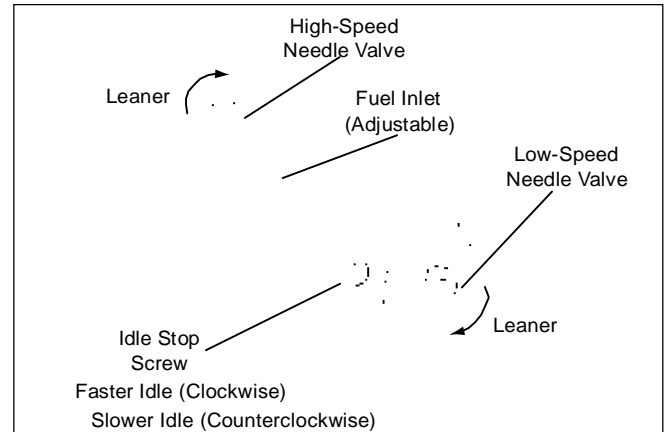 High-Speed
Needle Valve
Leaner
Fuel Inlet
(Adjustable)
Low-Speed
Needle Valve
Leaner
Idle Stop
Screw
Faster Idle (Clockwise)
Slower Idle (Counterclockwise)